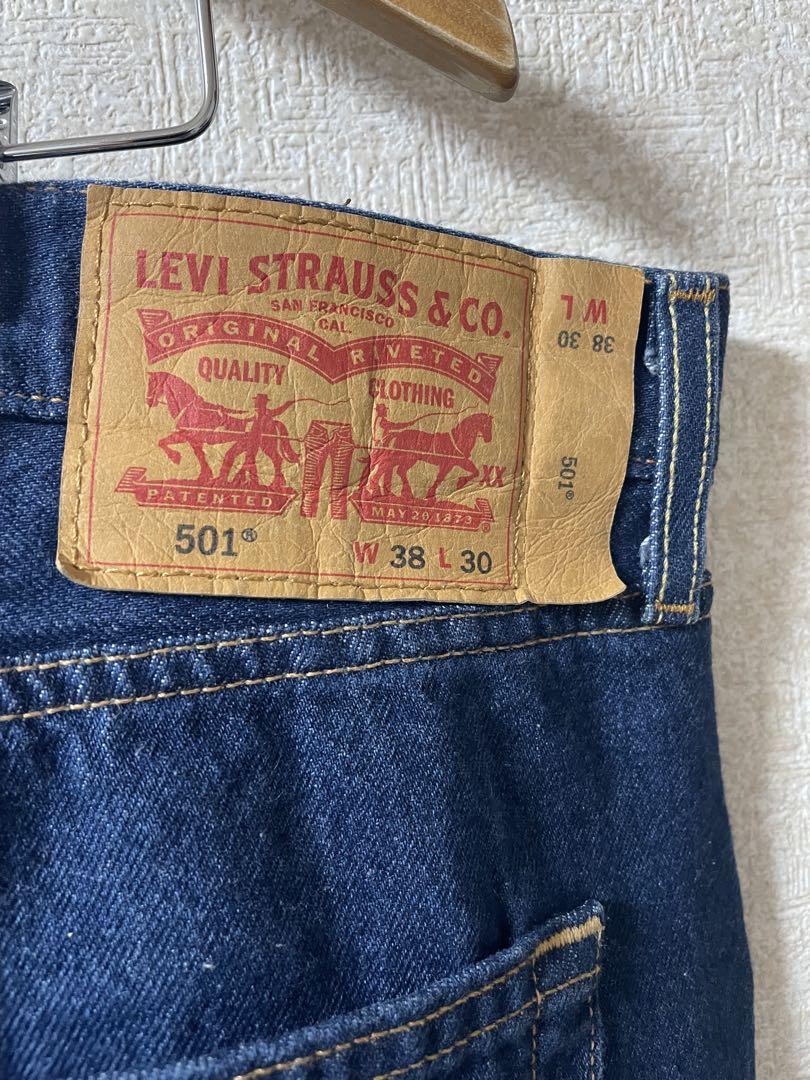 LEVI STRAUSS & CO.
SAN FRANCISCO
CAL.
ORIGINAL RIVETED
QUALITY CLOTHING
XX
PATENTED MAY 20 1873
501® W 38 L 30
W L
38 30
501®